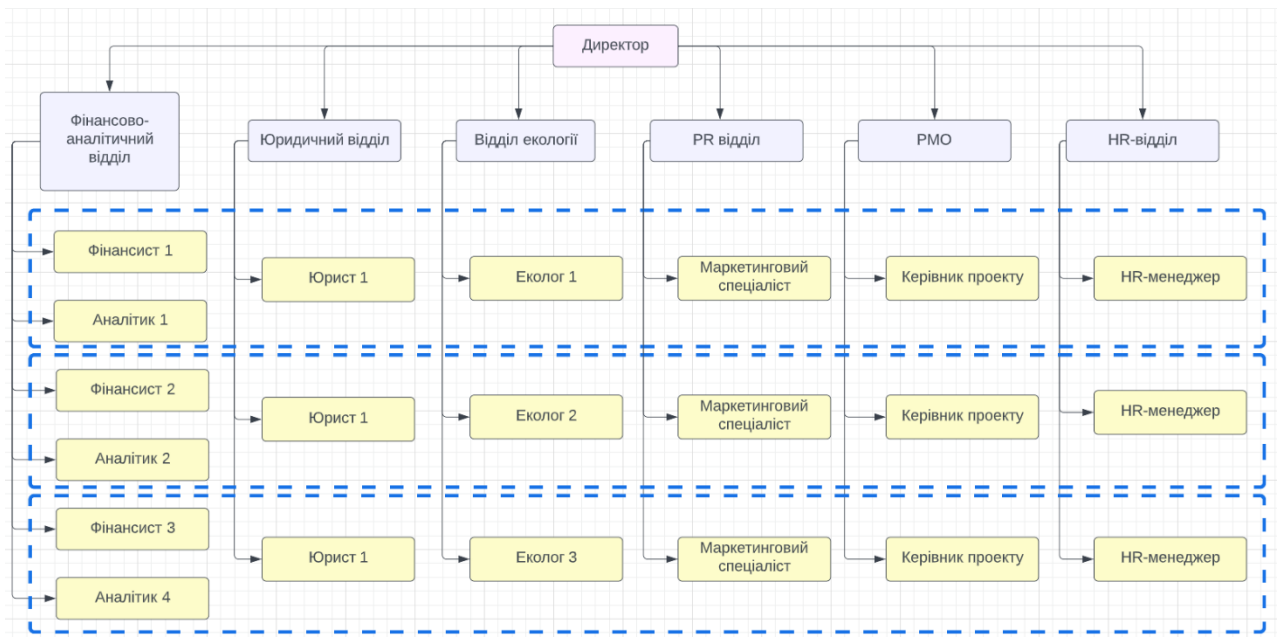 Директор
Фінансово-
аналітичний
відділ
Юридичний відділ
Відділ екології
PR відділ
PMO
HR-відділ
Фінансист 1
Юрист 1
Еколог 1
Маркетинговий
спеціаліст
Керівник проекту
HR-менеджер
Аналітик 1
Фінансист 2
Юрист 1
Еколог 2
Маркетинговий
спеціаліст
Керівник проекту
HR-менеджер
Аналітик 2
Фінансист 3
Юрист 1
Еколог 3
Маркетинговий
спеціаліст
Керівник проекту
HR-менеджер
Аналітик 4